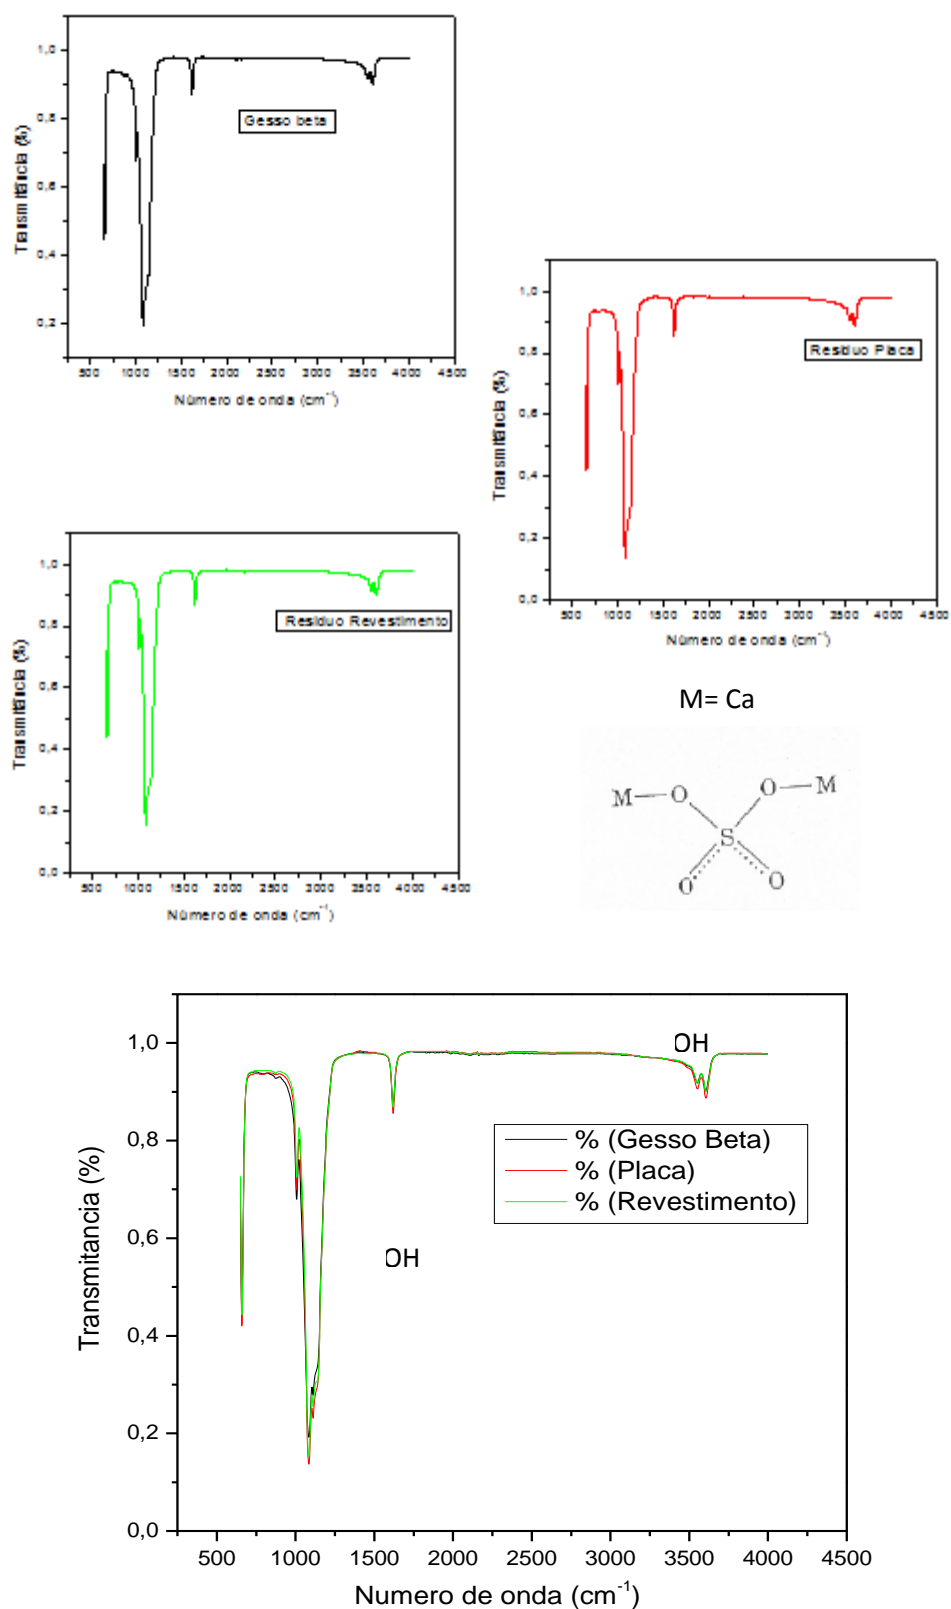 1,0
0,8
0,6
0,4
0,2
Transmitância (%)
Gesso beta
500 1000 1500 2000 2500 3000 3500 4000 4500
Número de onda (cm⁻¹)
1,0
0,8
0,6
0,4
0,2
0,0
Transmitância (%)
Resíduo Placa
500 1000 1500 2000 2500 3000 3500 4000 4500
Número de onda (cm⁻¹)
1,0
0,8
0,6
0,4
0,2
0,0
Transmitância (%)
Resíduo Revestimento
500 1000 1500 2000 2500 3000 3500 4000 4500
Número de onda (cm⁻¹)
M= Ca
M O O M
S
O O
1,0
0,8
0,6
0,4
0,2
0,0
Transmitancia (%)
OH
% (Gesso Beta)
% (Placa)
% (Revestimento)
OH
500 1000 1500 2000 2500 3000 3500 4000 4500
Numero de onda (cm⁻¹)